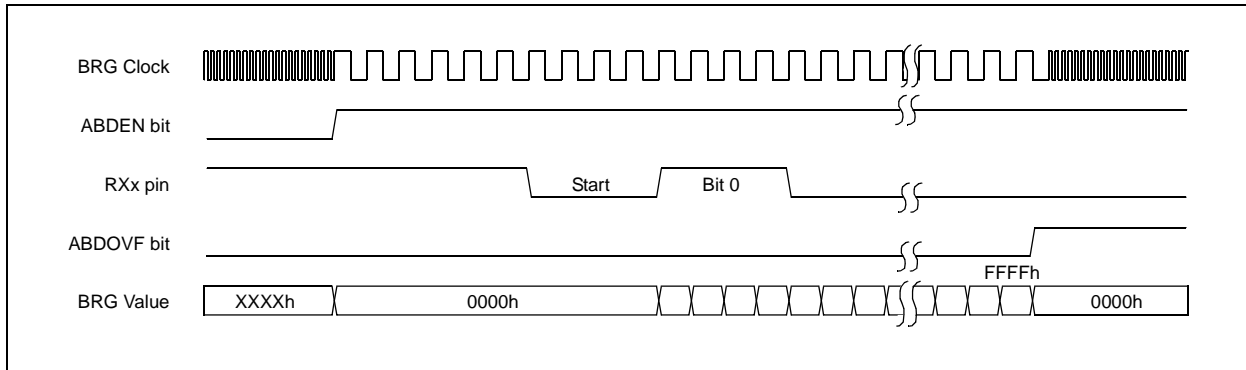 BRG Clock
ABDEN bit
RXx pin
Start
Bit 0
ABDOVF bit
FFFFh
BRG Value
XXXXh
0000h
0000h